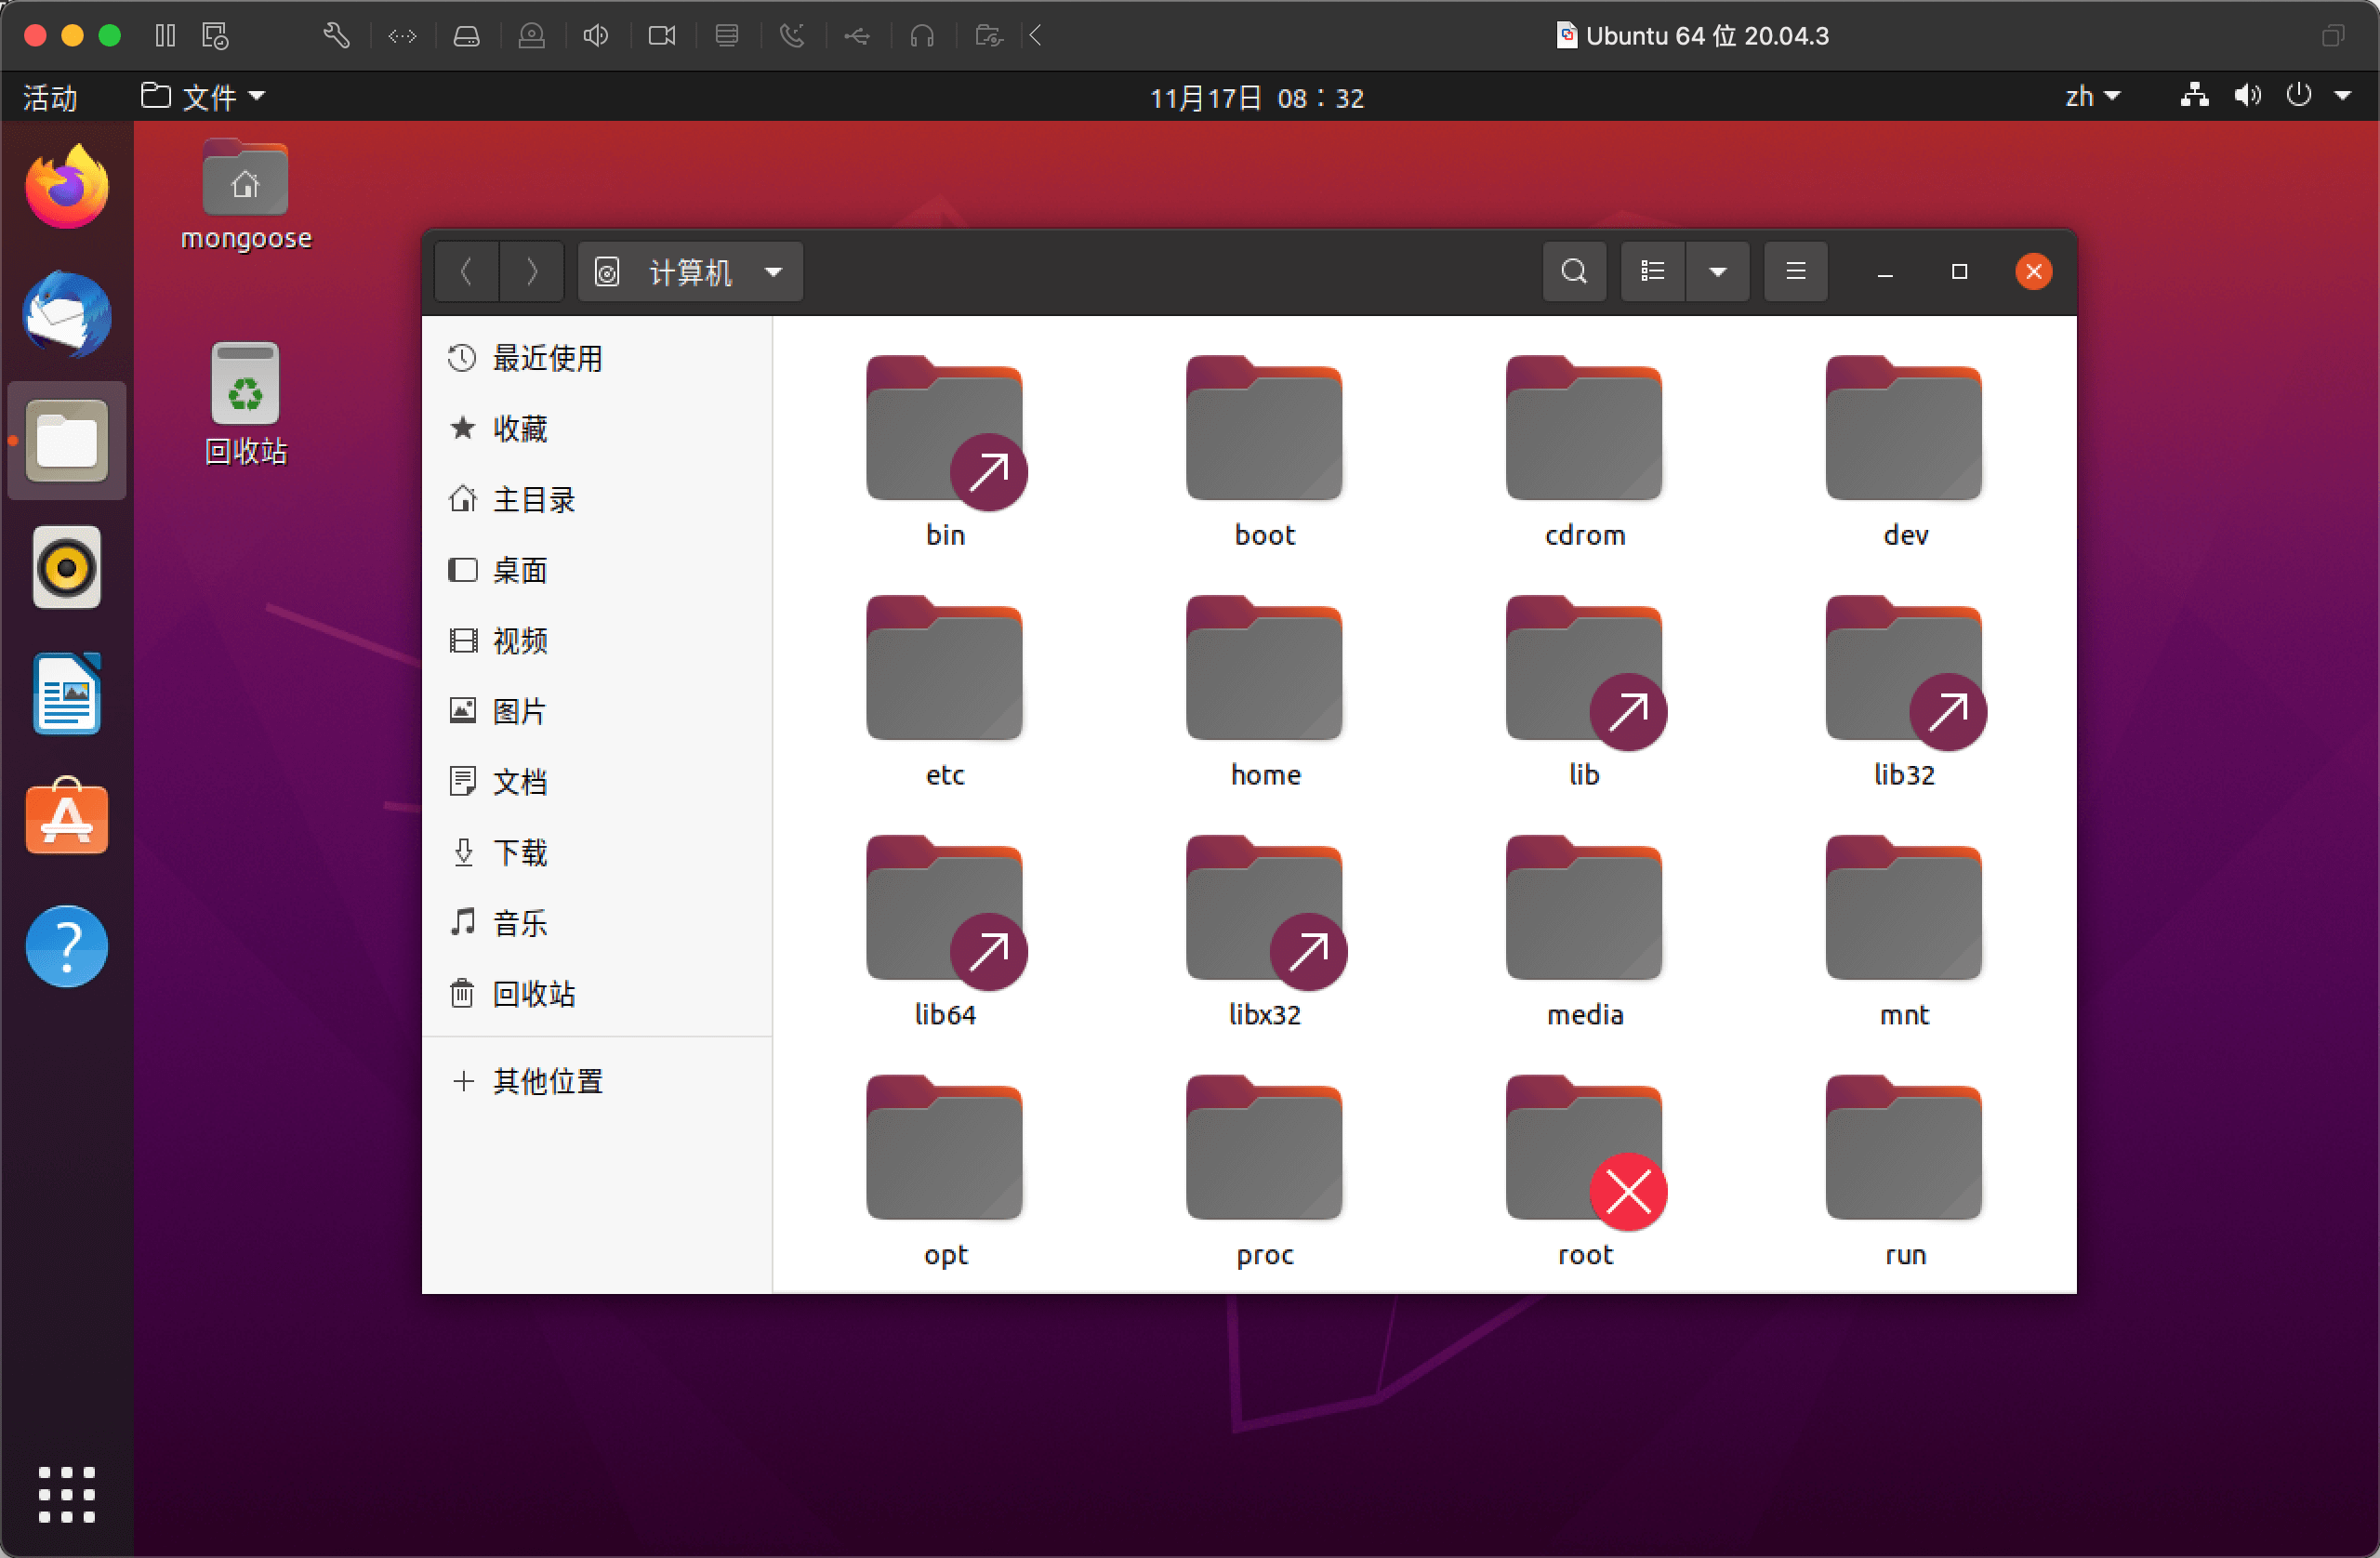 Ubuntu 64 位 20.04.3
活动 文件 11月17日 08：32 zh
mongoose
回收站
计算机
最近使用
收藏
主目录
桌面
视频
图片
文档
下载
音乐
回收站
其他位置
bin boot cdrom dev
etc home lib lib32
lib64 libx32 media mnt
opt proc root run